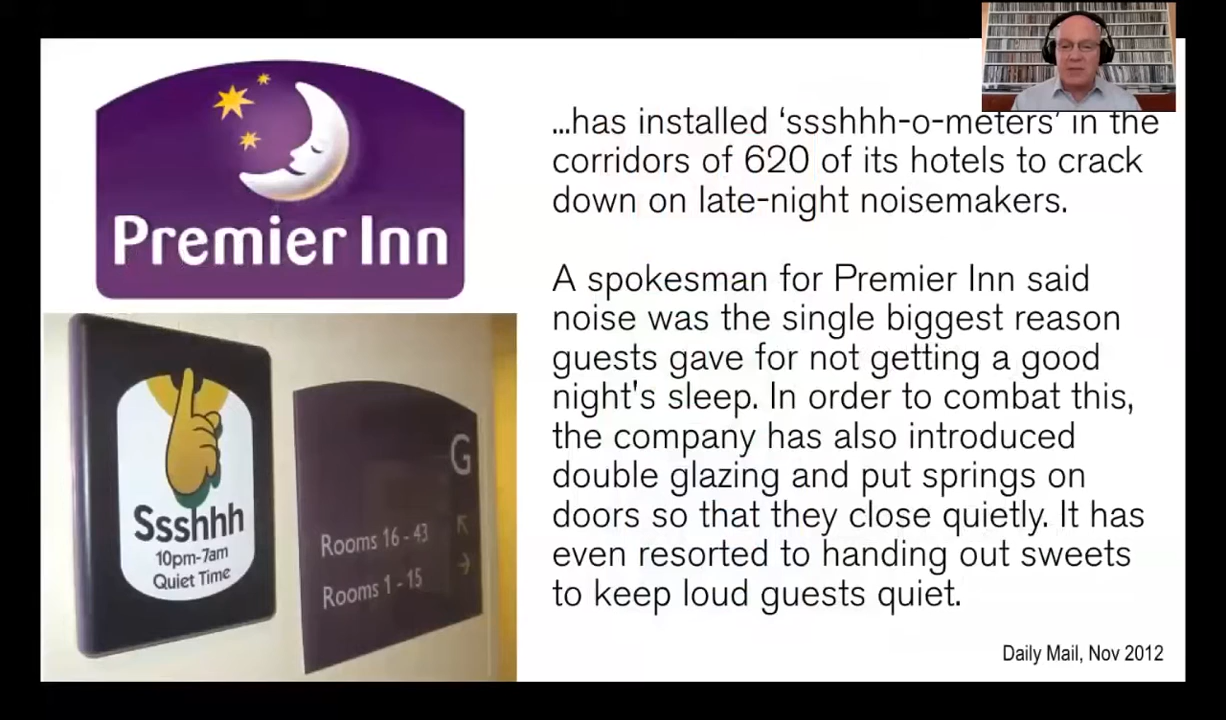 Premier Inn
Ssshhh
10pm-7am
Quiet Time
G
Rooms 16 - 43
Rooms 1 - 15
...has installed ‘ssshhh-o-meters’ in the
corridors of 620 of its hotels to crack
down on late-night noisemakers.
A spokesman for Premier Inn said
noise was the single biggest reason
guests gave for not getting a good
night's sleep. In order to combat this,
the company has also introduced
double glazing and put springs on
doors so that they close quietly. It has
even resorted to handing out sweets
to keep loud guests quiet.
Daily Mail, Nov 2012